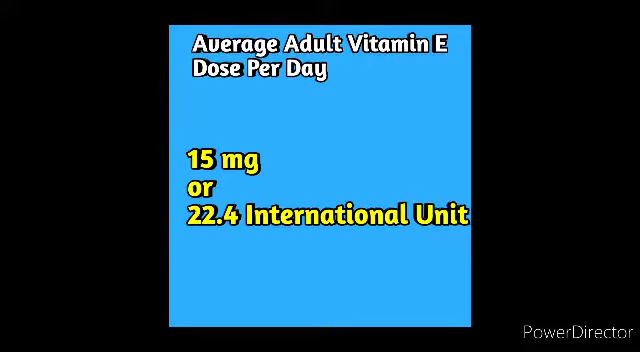 Average Adult Vitamin E
Dose Per Day
15 mg
or
22.4 International Unit
PowerDirector